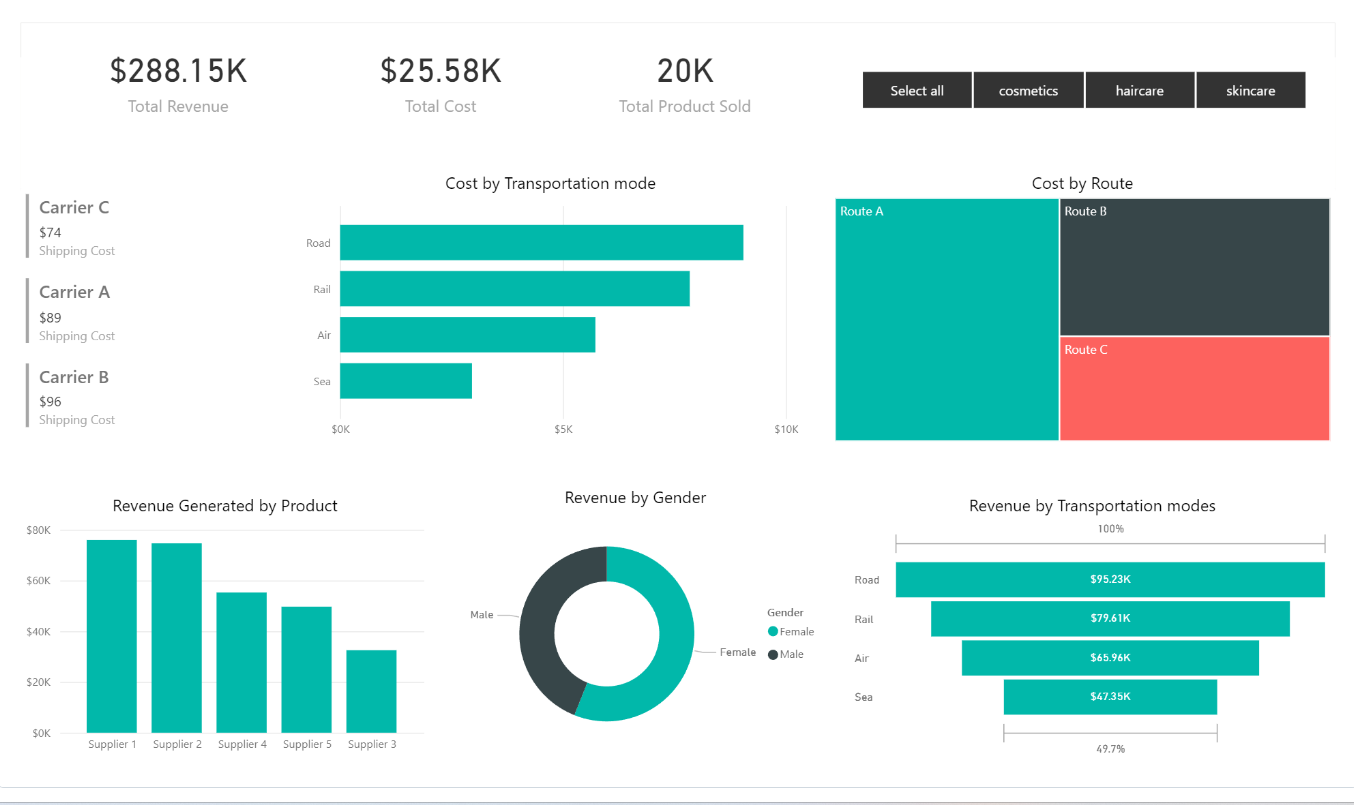 $288.15K
Total Revenue
$25.58K
Total Cost
20K
Total Product Sold
Select all
cosmetics
haircare
skincare
Carrier C
$74
Shipping Cost
Carrier A
$89
Shipping Cost
Carrier B
$96
Shipping Cost
Cost by Transportation mode
Road
Rail
Air
Sea
$0K
$5K
$10K
Cost by Route
Route A
Route B
Route C
Revenue Generated by Product
$80K
$60K
$40K
$20K
$0K
Supplier 1
Supplier 2
Supplier 4
Supplier 5
Supplier 3
Revenue by Gender
Male
Female
Gender
Female
Male
Revenue by Transportation modes
100%
Road
$95.23K
Rail
$79.61K
Air
$65.96K
Sea
$47.35K
49.7%